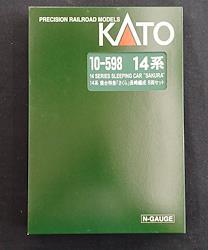 PRECISION RAILROAD MODELS
KATO
10-598 14系
14 SERIES SLEEPING CAR "SAKURA"
14系 寝台特急「さくら」長崎編成 8両セット
N-GAUGE